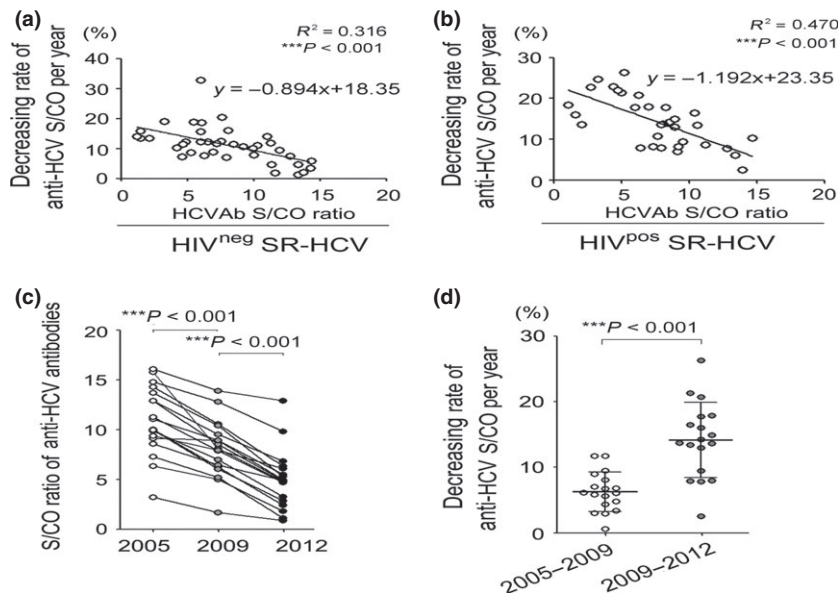 (a)
(%)
R² = 0.316
***P < 0.001
y = –0.894x+18.35
Decreasing rate of
anti-HCV S/CO per year
40
30
20
10
0
0
5
10
15
20
HCVAb S/CO ratio
HIVneg SR-HCV
(b)
(%)
R² = 0.470
***P < 0.001
y = –1.192x+23.35
Decreasing rate of
anti-HCV S/CO per year
30
20
10
0
0
5
10
15
20
HCVAb S/CO ratio
HIVpos SR-HCV
(c)
***P < 0.001
***P < 0.001
S/CO ratio of anti-HCV antibodies
20
15
10
5
0
2005
2009
2012
(d)
(%)
***P < 0.001
Decreasing rate of
anti-HCV S/CO per year
30
20
10
0
2005–2009
2009–2012